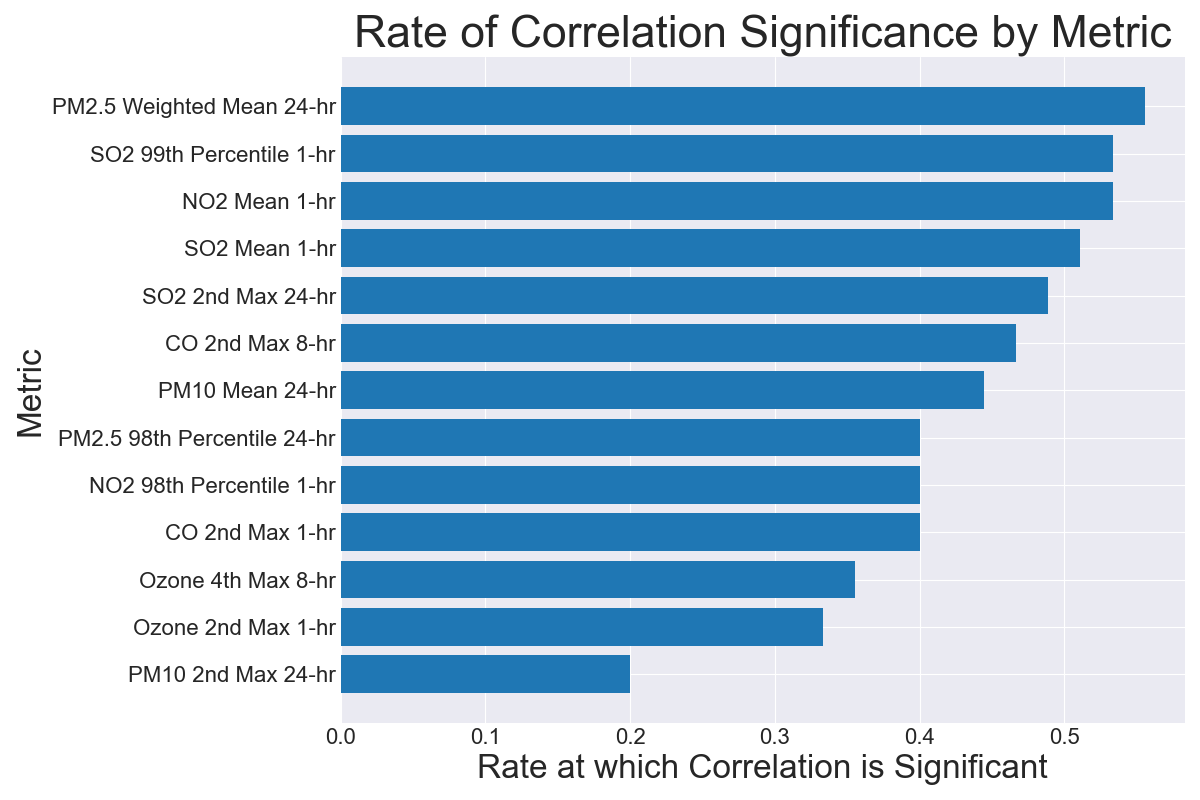 Rate of Correlation Significance by Metric
PM2.5 Weighted Mean 24-hr
SO2 99th Percentile 1-hr
NO2 Mean 1-hr
SO2 Mean 1-hr
SO2 2nd Max 24-hr
CO 2nd Max 8-hr
PM10 Mean 24-hr
PM2.5 98th Percentile 24-hr
NO2 98th Percentile 1-hr
CO 2nd Max 1-hr
Ozone 4th Max 8-hr
Ozone 2nd Max 1-hr
PM10 2nd Max 24-hr
Metric
0.0 0.1 0.2 0.3 0.4 0.5
Rate at which Correlation is Significant